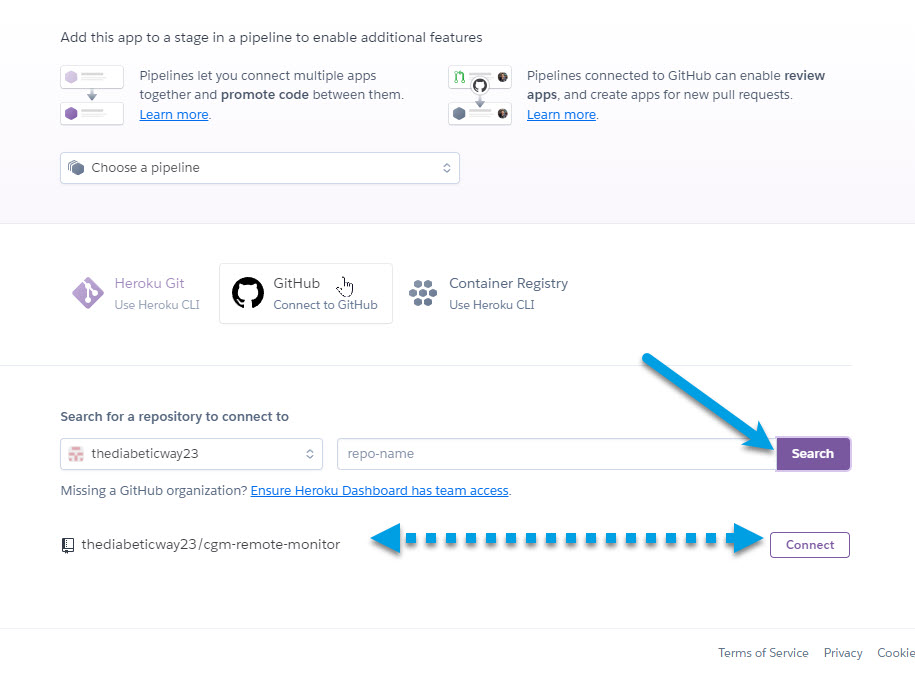 Add this app to a stage in a pipeline to enable additional features
Pipelines let you connect multiple apps
together and promote code between them.
Learn more.
Pipelines connected to GitHub can enable review
apps, and create apps for new pull requests.
Learn more.
Choose a pipeline
Heroku Git
Use Heroku CLI
GitHub
Connect to GitHub
Container Registry
Use Heroku CLI
Search for a repository to connect to
thediabeticway23
repo-name
Search
Missing a GitHub organization? Ensure Heroku Dashboard has team access.
thediabeticway23/cgm-remote-monitor
Connect
Terms of Service Privacy Cookie